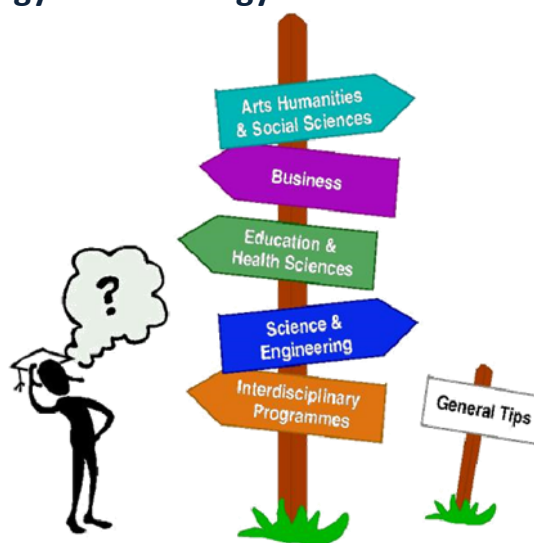 ?
Arts Humanities
& Social Sciences
Business
Education &
Health Sciences
Science &
Engineering
Interdisciplinary
Programmes
General Tips